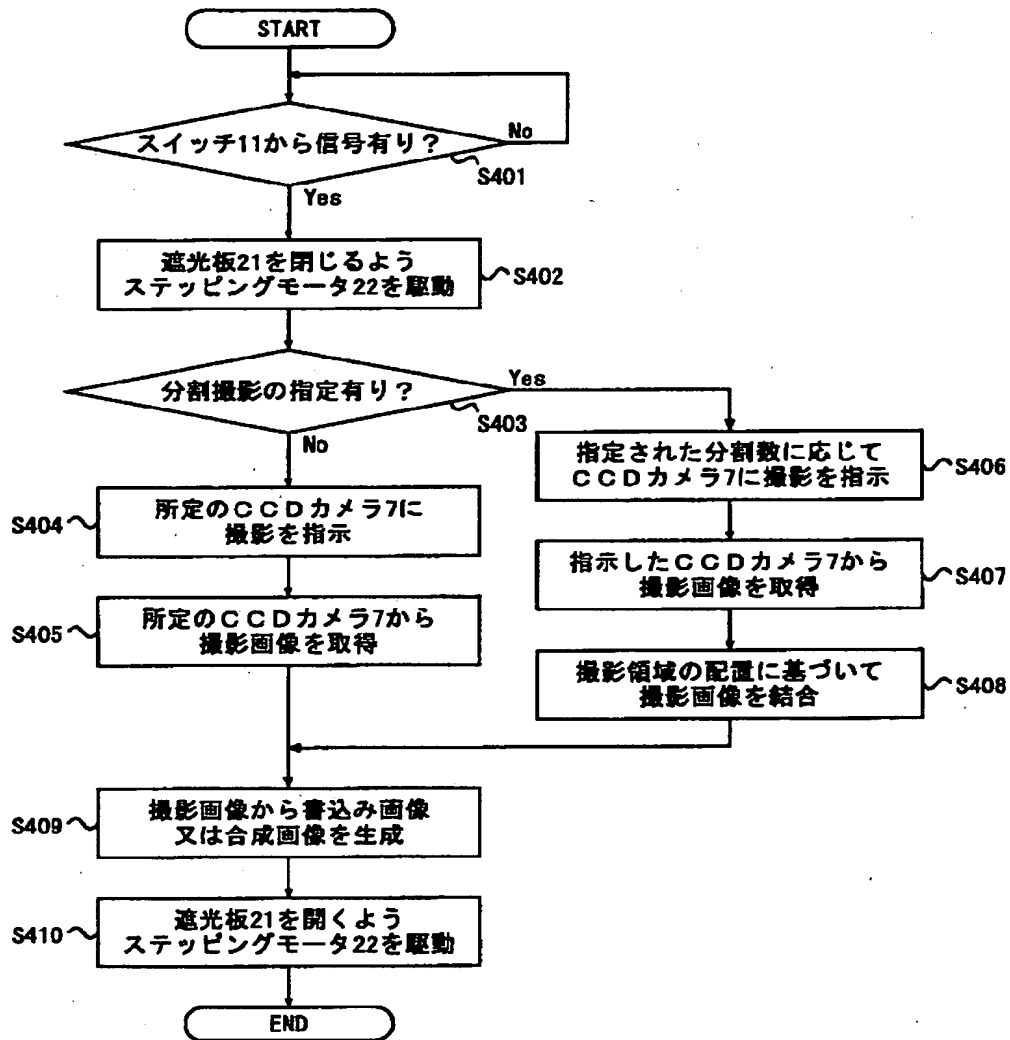 START
スイッチ11から信号有り？
No
S401
Yes
遮光板21を閉じるよう
ステッピングモータ22を駆動
S402
分割撮影の指定有り？
Yes
S403
No
S404
所定のＣＣＤカメラ7に
撮影を指示
S405
所定のＣＣＤカメラ7から
撮影画像を取得
指定された分割数に応じて
ＣＣＤカメラ7に撮影を指示
S406
指示したＣＣＤカメラ7から
撮影画像を取得
S407
撮影領域の配置に基づいて
撮影画像を結合
S408
S409
撮影画像から書込み画像
又は合成画像を生成
S410
遮光板21を開くよう
ステッピングモータ22を駆動
END